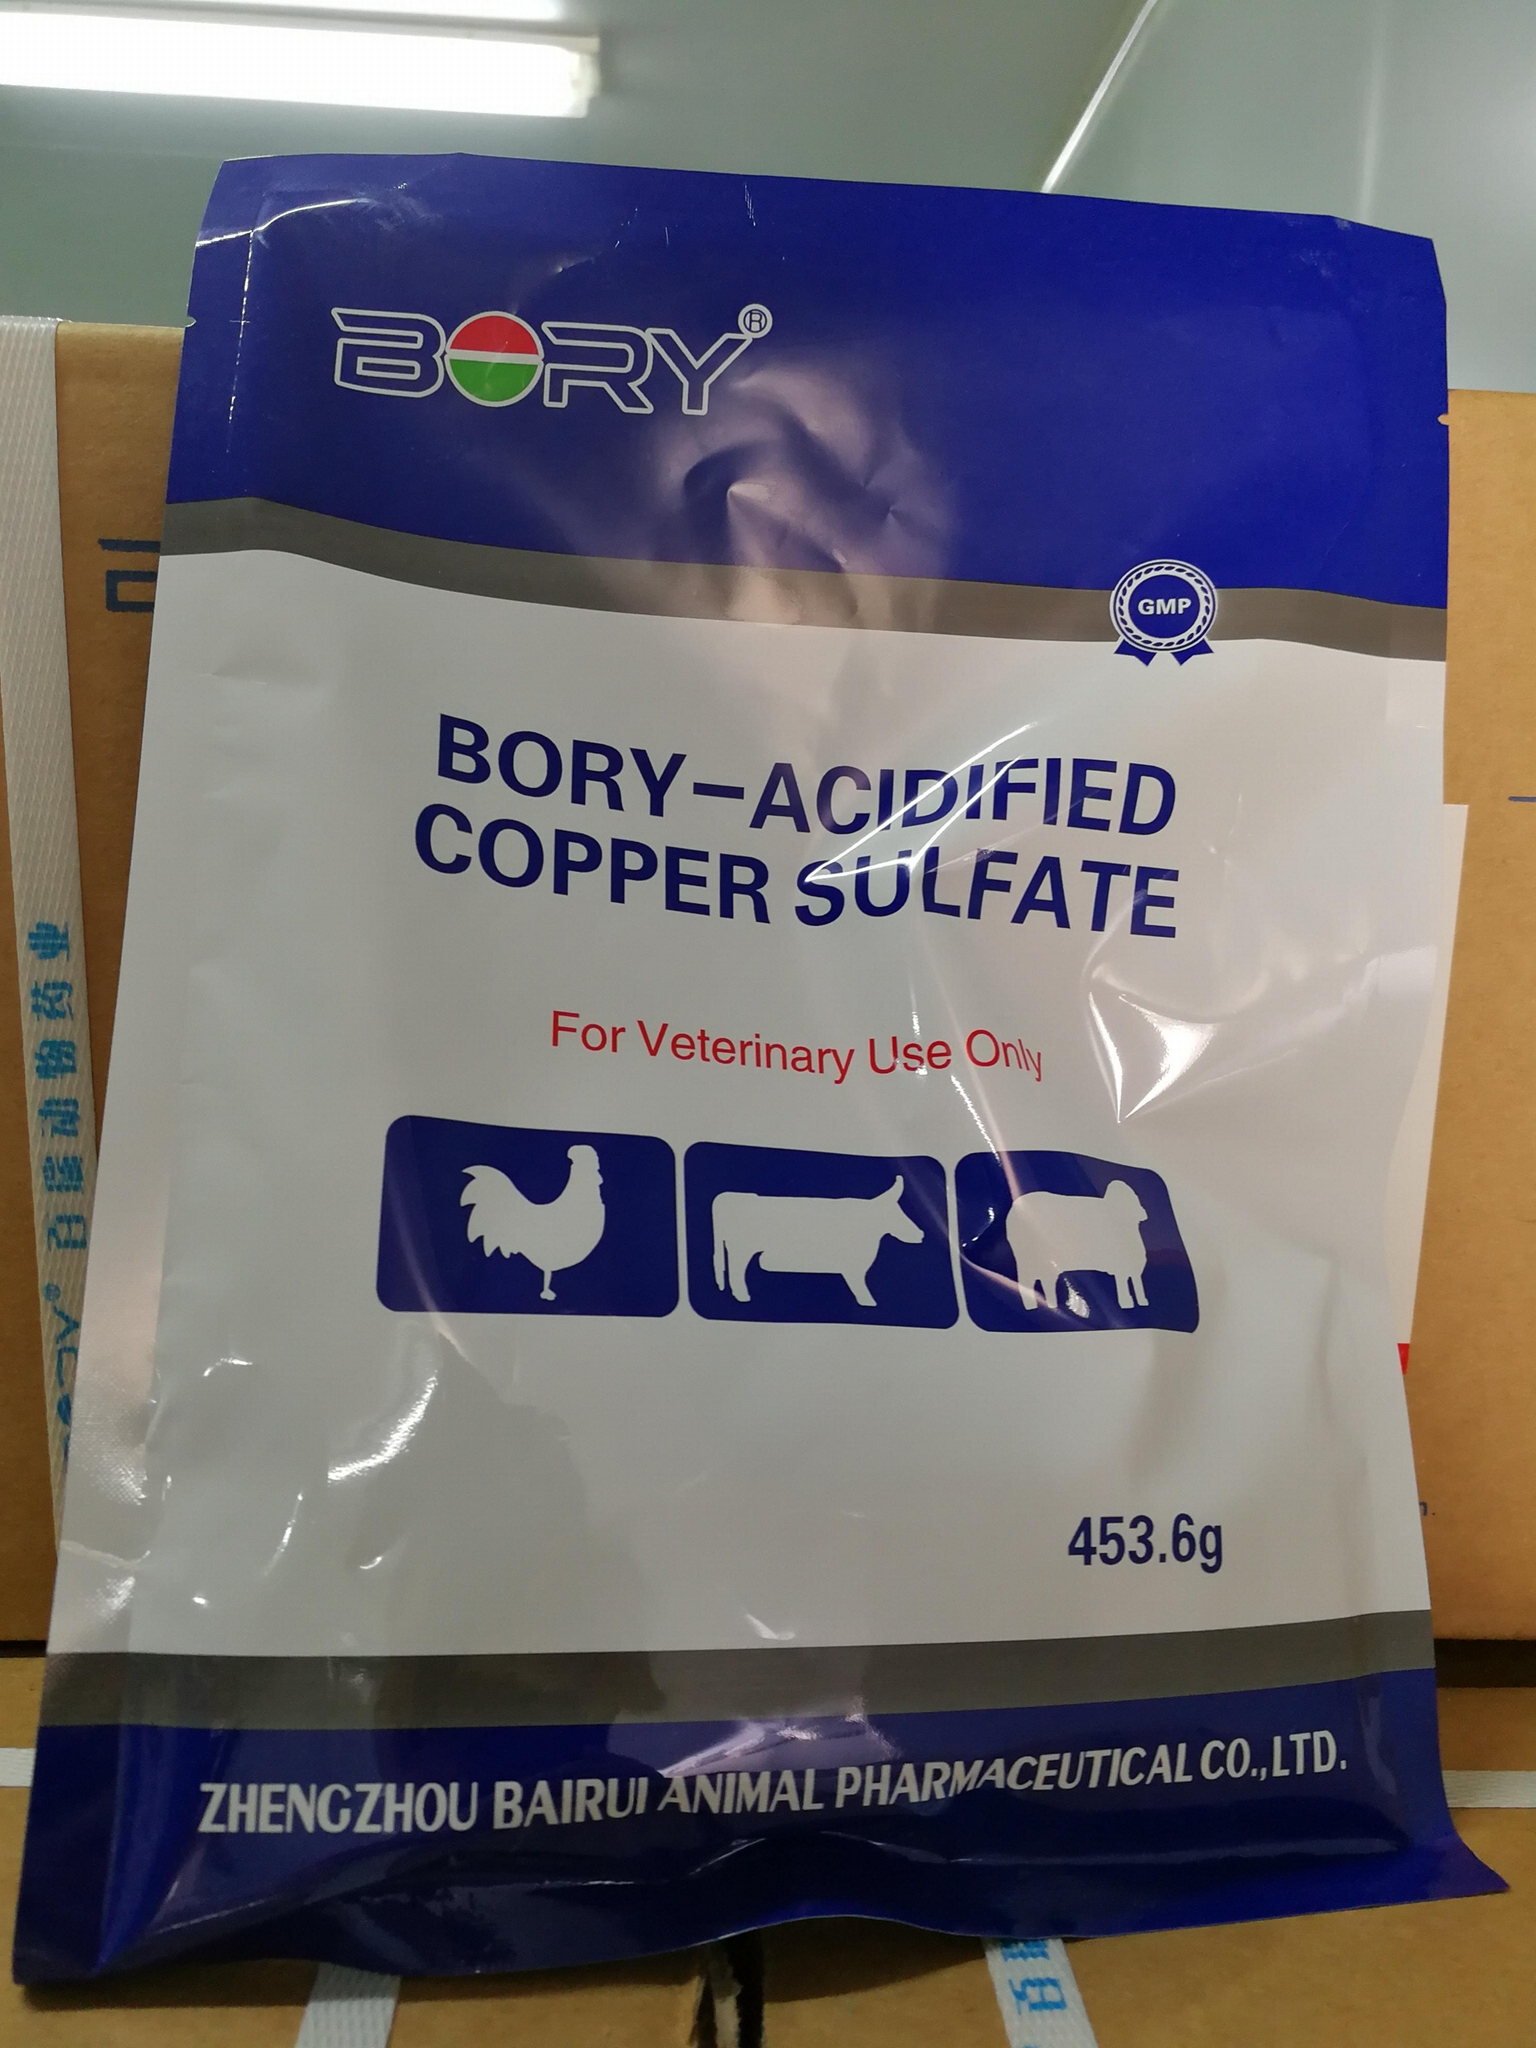 BORY®
GMP
BORY-ACIDIFIED
COPPER SULFATE
For Veterinary Use Only
453.6g
ZHENGZHOU BAIRUI ANIMAL PHARMACEUTICAL CO.,LTD.